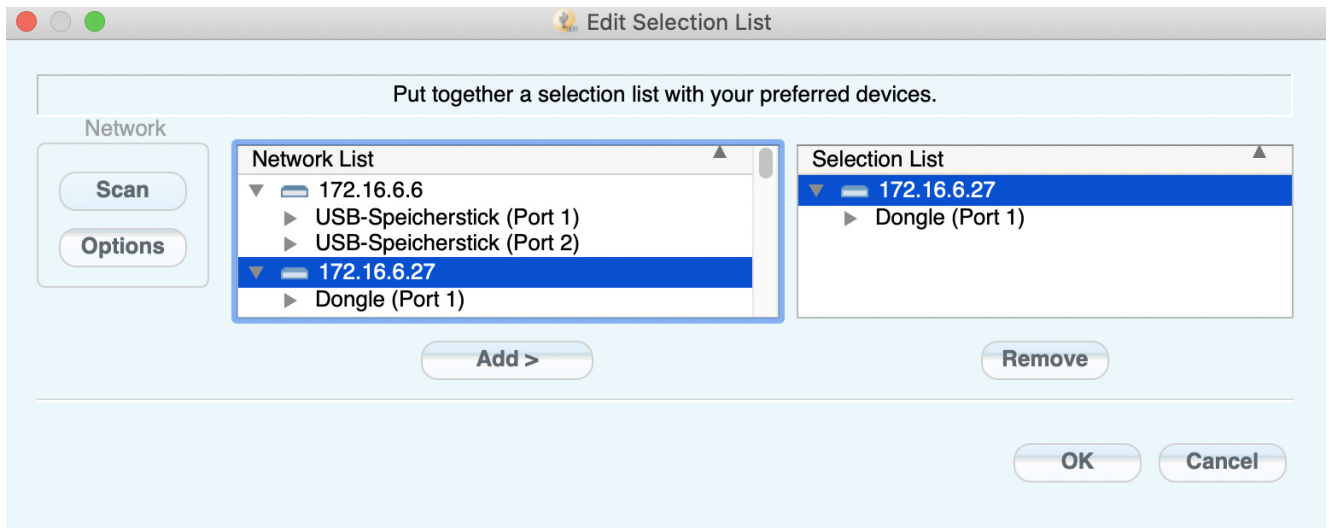 Edit Selection List
Put together a selection list with your preferred devices.
Network
Scan
Options
Network List
172.16.6.6
USB-Speicherstick (Port 1)
USB-Speicherstick (Port 2)
172.16.6.27
Dongle (Port 1)
Add >
Selection List
172.16.6.27
Dongle (Port 1)
Remove
OK
Cancel